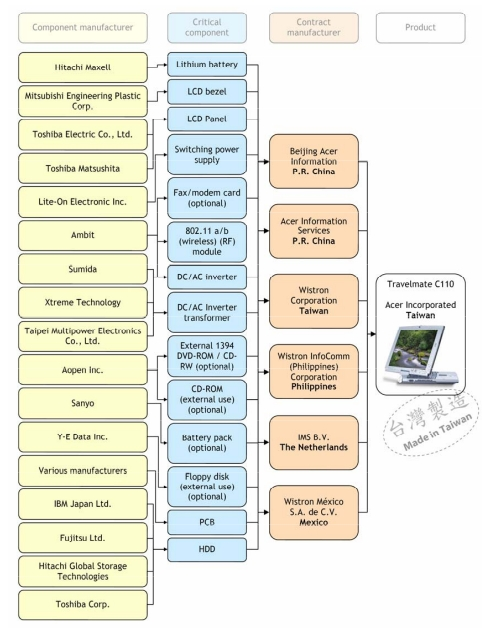 Component manufacturer
Critical
component
Contract
manufacturer
Product
Hitachi Maxell
Mitsubishi Engineering Plastic
Corp.
Toshiba Electric Co., Ltd.
Toshiba Matsushita
Lite-On Electronic Inc.
Ambit
Sumida
Xtreme Technology
Taipei Multipower Electronics
Co., Ltd.
Aopen Inc.
Sanyo
Y-E Data Inc.
Various manufacturers
IBM Japan Ltd.
Fujitsu Ltd.
Hitachi Global Storage
Technologies
Toshiba Corp.
Lithium battery
LCD bezel
LCD Panel
Switching power
supply
Fax/modem card
(optional)
802.11 a/b
(wireless) (RF)
module
DC/AC inverter
DC/AC Inverter
transformer
External 1394
DVD-ROM / CD-
RW (optional)
CD-ROM
(external use)
(optional)
Battery pack
(optional)
Floppy disk
(external use)
(optional)
PCB
HDD
Beijing Acer
Information
P.R. China
Acer Information
Services
P.R. China
Wistron
Corporation
Taiwan
Wistron InfoComm
(Philippines)
Corporation
Philippines
IMS B.V.
The Netherlands
Wistron México
S.A. de C.V.
Mexico
Travelmate C110
Acer Incorporated
Taiwan
台灣製造
Made in Taiwan